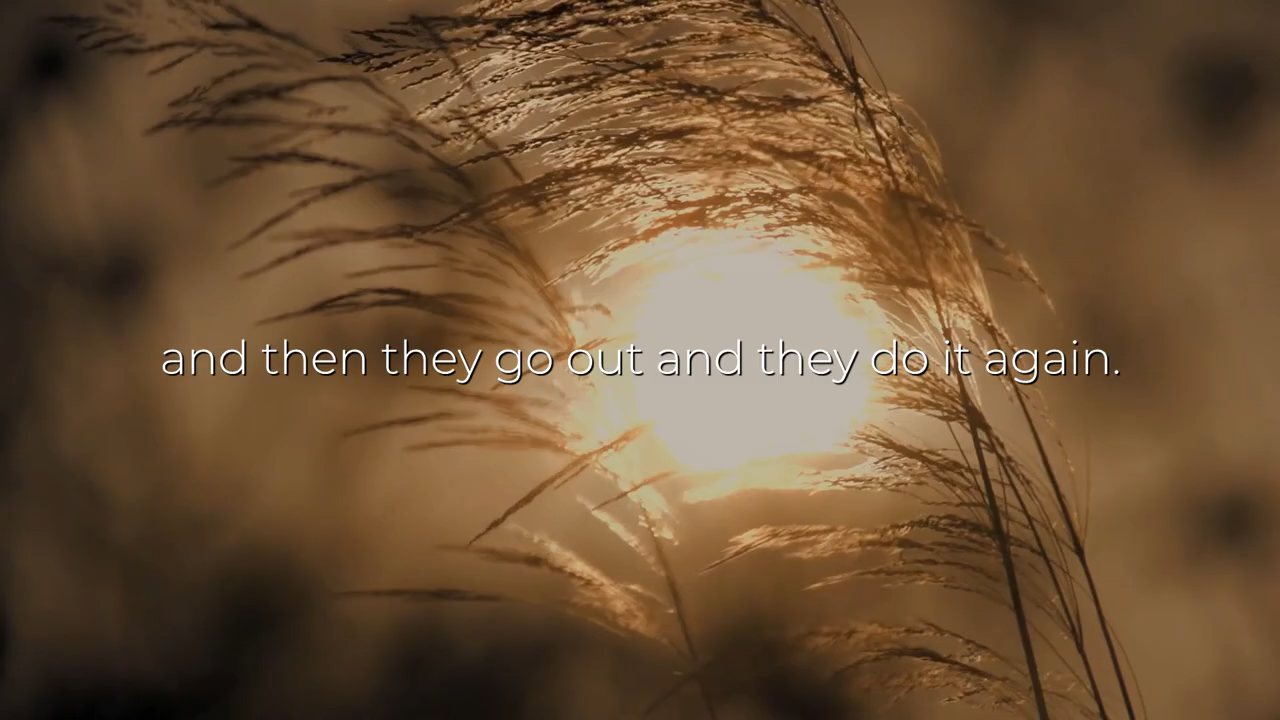 and then they go out and they do it again.